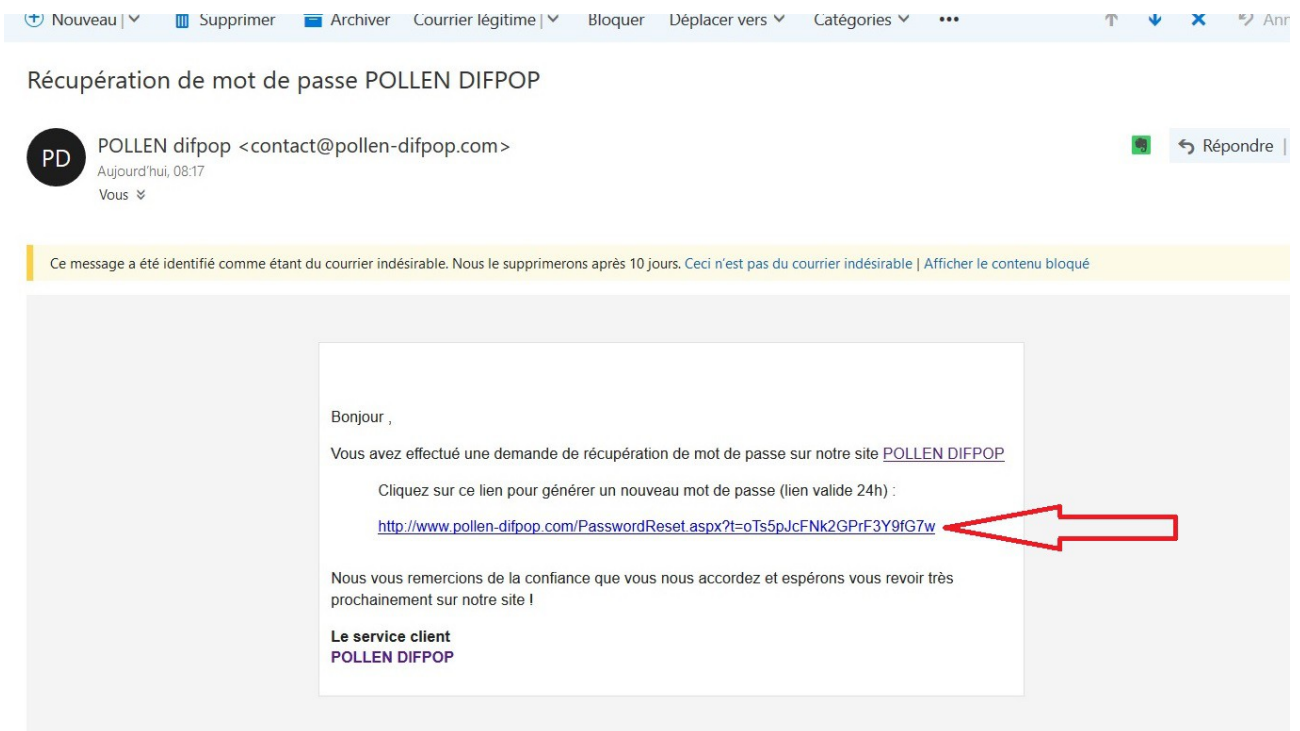 Nouveau | Supprimer Archiver Courrier légitime | Bloquer Déplacer vers Catégories ••• 
Récupération de mot de passe POLLEN DIFPOP
PD
POLLEN difpop <contact@pollen-difpop.com>
Répondre |
Aujourd'hui, 08:17
Vous
Ce message a été identifié comme étant du courrier indésirable. Nous le supprimerons après 10 jours. Ceci n'est pas du courrier indésirable | Afficher le contenu bloqué
Bonjour ,
Vous avez effectué une demande de récupération de mot de passe sur notre site POLLEN DIFPOP
Cliquez sur ce lien pour générer un nouveau mot de passe (lien valide 24h) :
http://www.pollen-difpop.com/PasswordReset.aspx?t=oTs5pJcFNk2GPrF3Y9fG7w
Nous vous remercions de la confiance que vous nous accordez et espérons vous revoir très
prochainement sur notre site !
Le service client
POLLEN DIFPOP